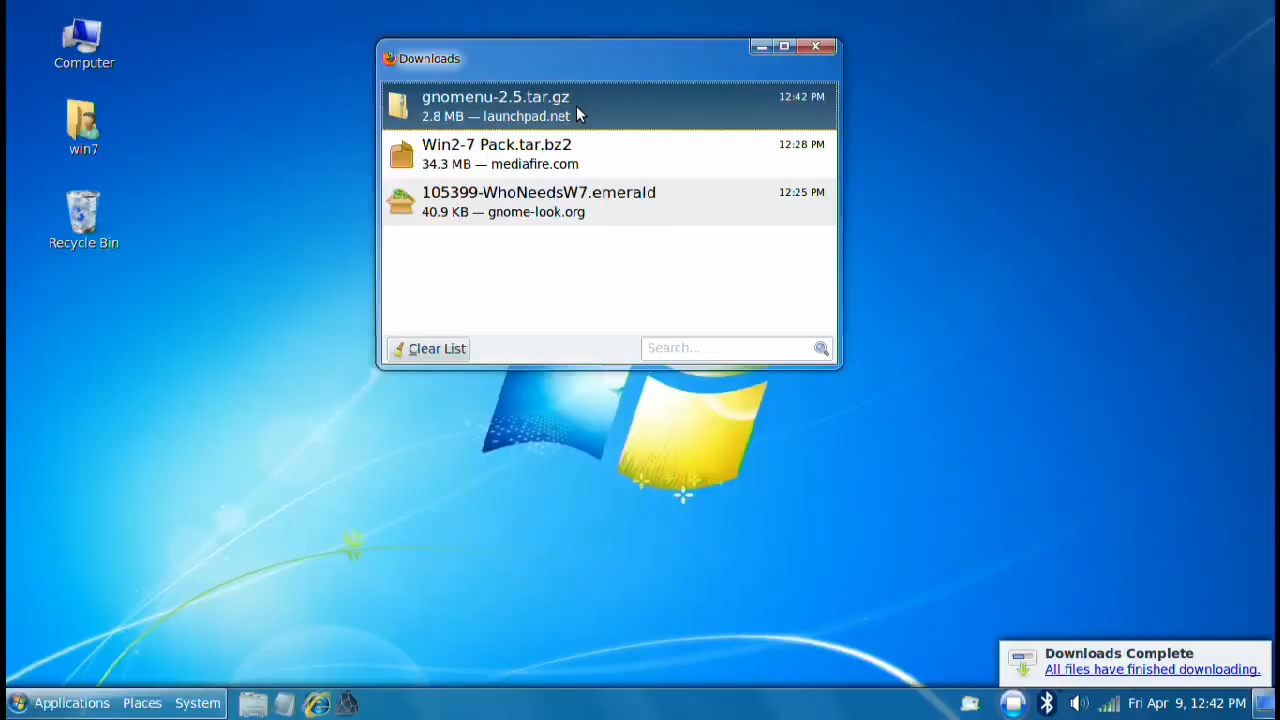 Computer
win7
Recycle Bin
Downloads
gnomenu-2.5.tar.gz
12:42 PM
2.8 MB — launchpad.net
Win2-7 Pack.tar.bz2
12:28 PM
34.3 MB — mediafire.com
105399-WhoNeedsW7.emerald
12:25 PM
40.9 KB — gnome-look.org
Clear List
Search...
Downloads Complete
All files have finished downloading.
Applications Places System
Fri Apr 9, 12:42 PM